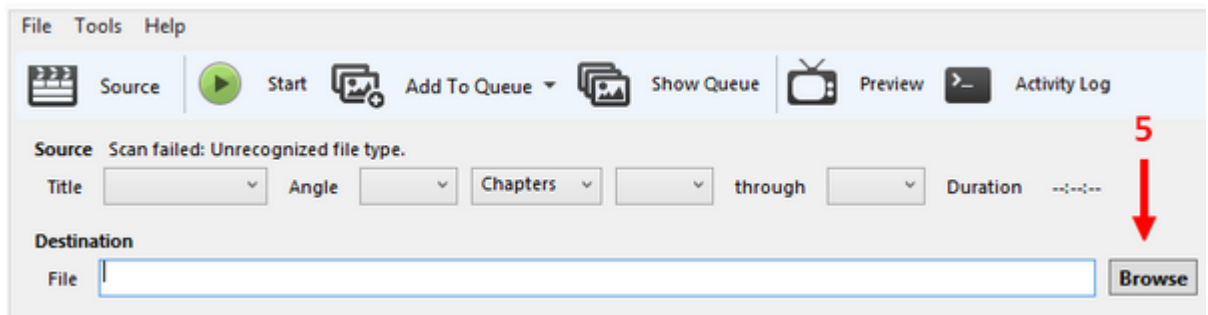 File Tools Help
Source Start Add To Queue Show Queue Preview Activity Log
5
Source Scan failed: Unrecognized file type.
Title Angle Chapters through Duration --:--:--
Destination
File Browse